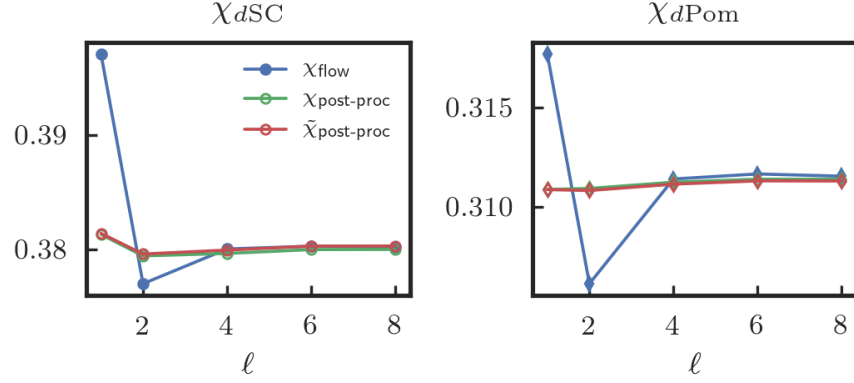 χdSC
0.39
0.38
2 4 6 8
ℓ
χflow
χpost-proc
χ̃post-proc
χdPom
0.315
0.310
2 4 6 8
ℓ